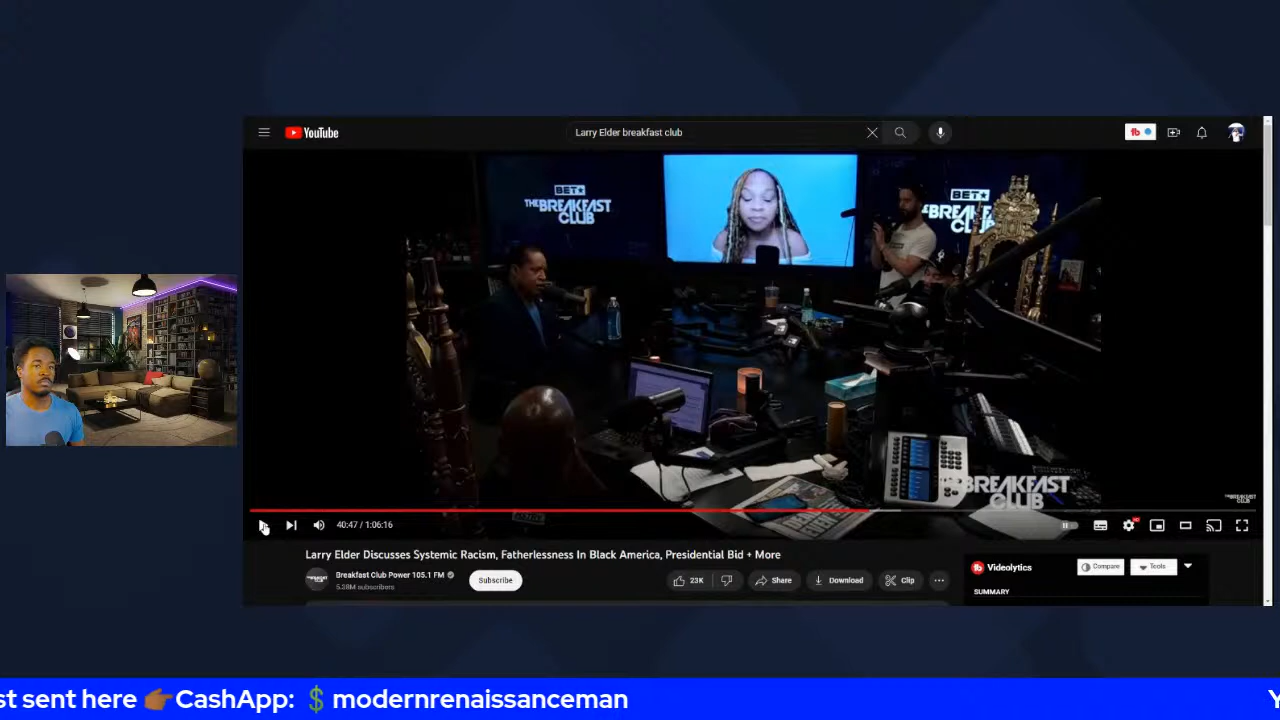 YouTube
Larry Elder breakfast club
BET
THE BREAKFAST
CLUB
BET
THE BREAKFAST
CLUB
BREAKFAST
CLUB
40:47 / 1:06:16
Larry Elder Discusses Systemic Racism, Fatherlessness In Black America, Presidential Bid + More
Breakfast Club Power 105.1 FM
5.28M subscribers
Subscribe
23K
Share
Download
Clip
Videolytics
Compare
Tools
SUMMARY
st sent here 👉🏾CashApp: 💲 modernrenaissanceman
Y